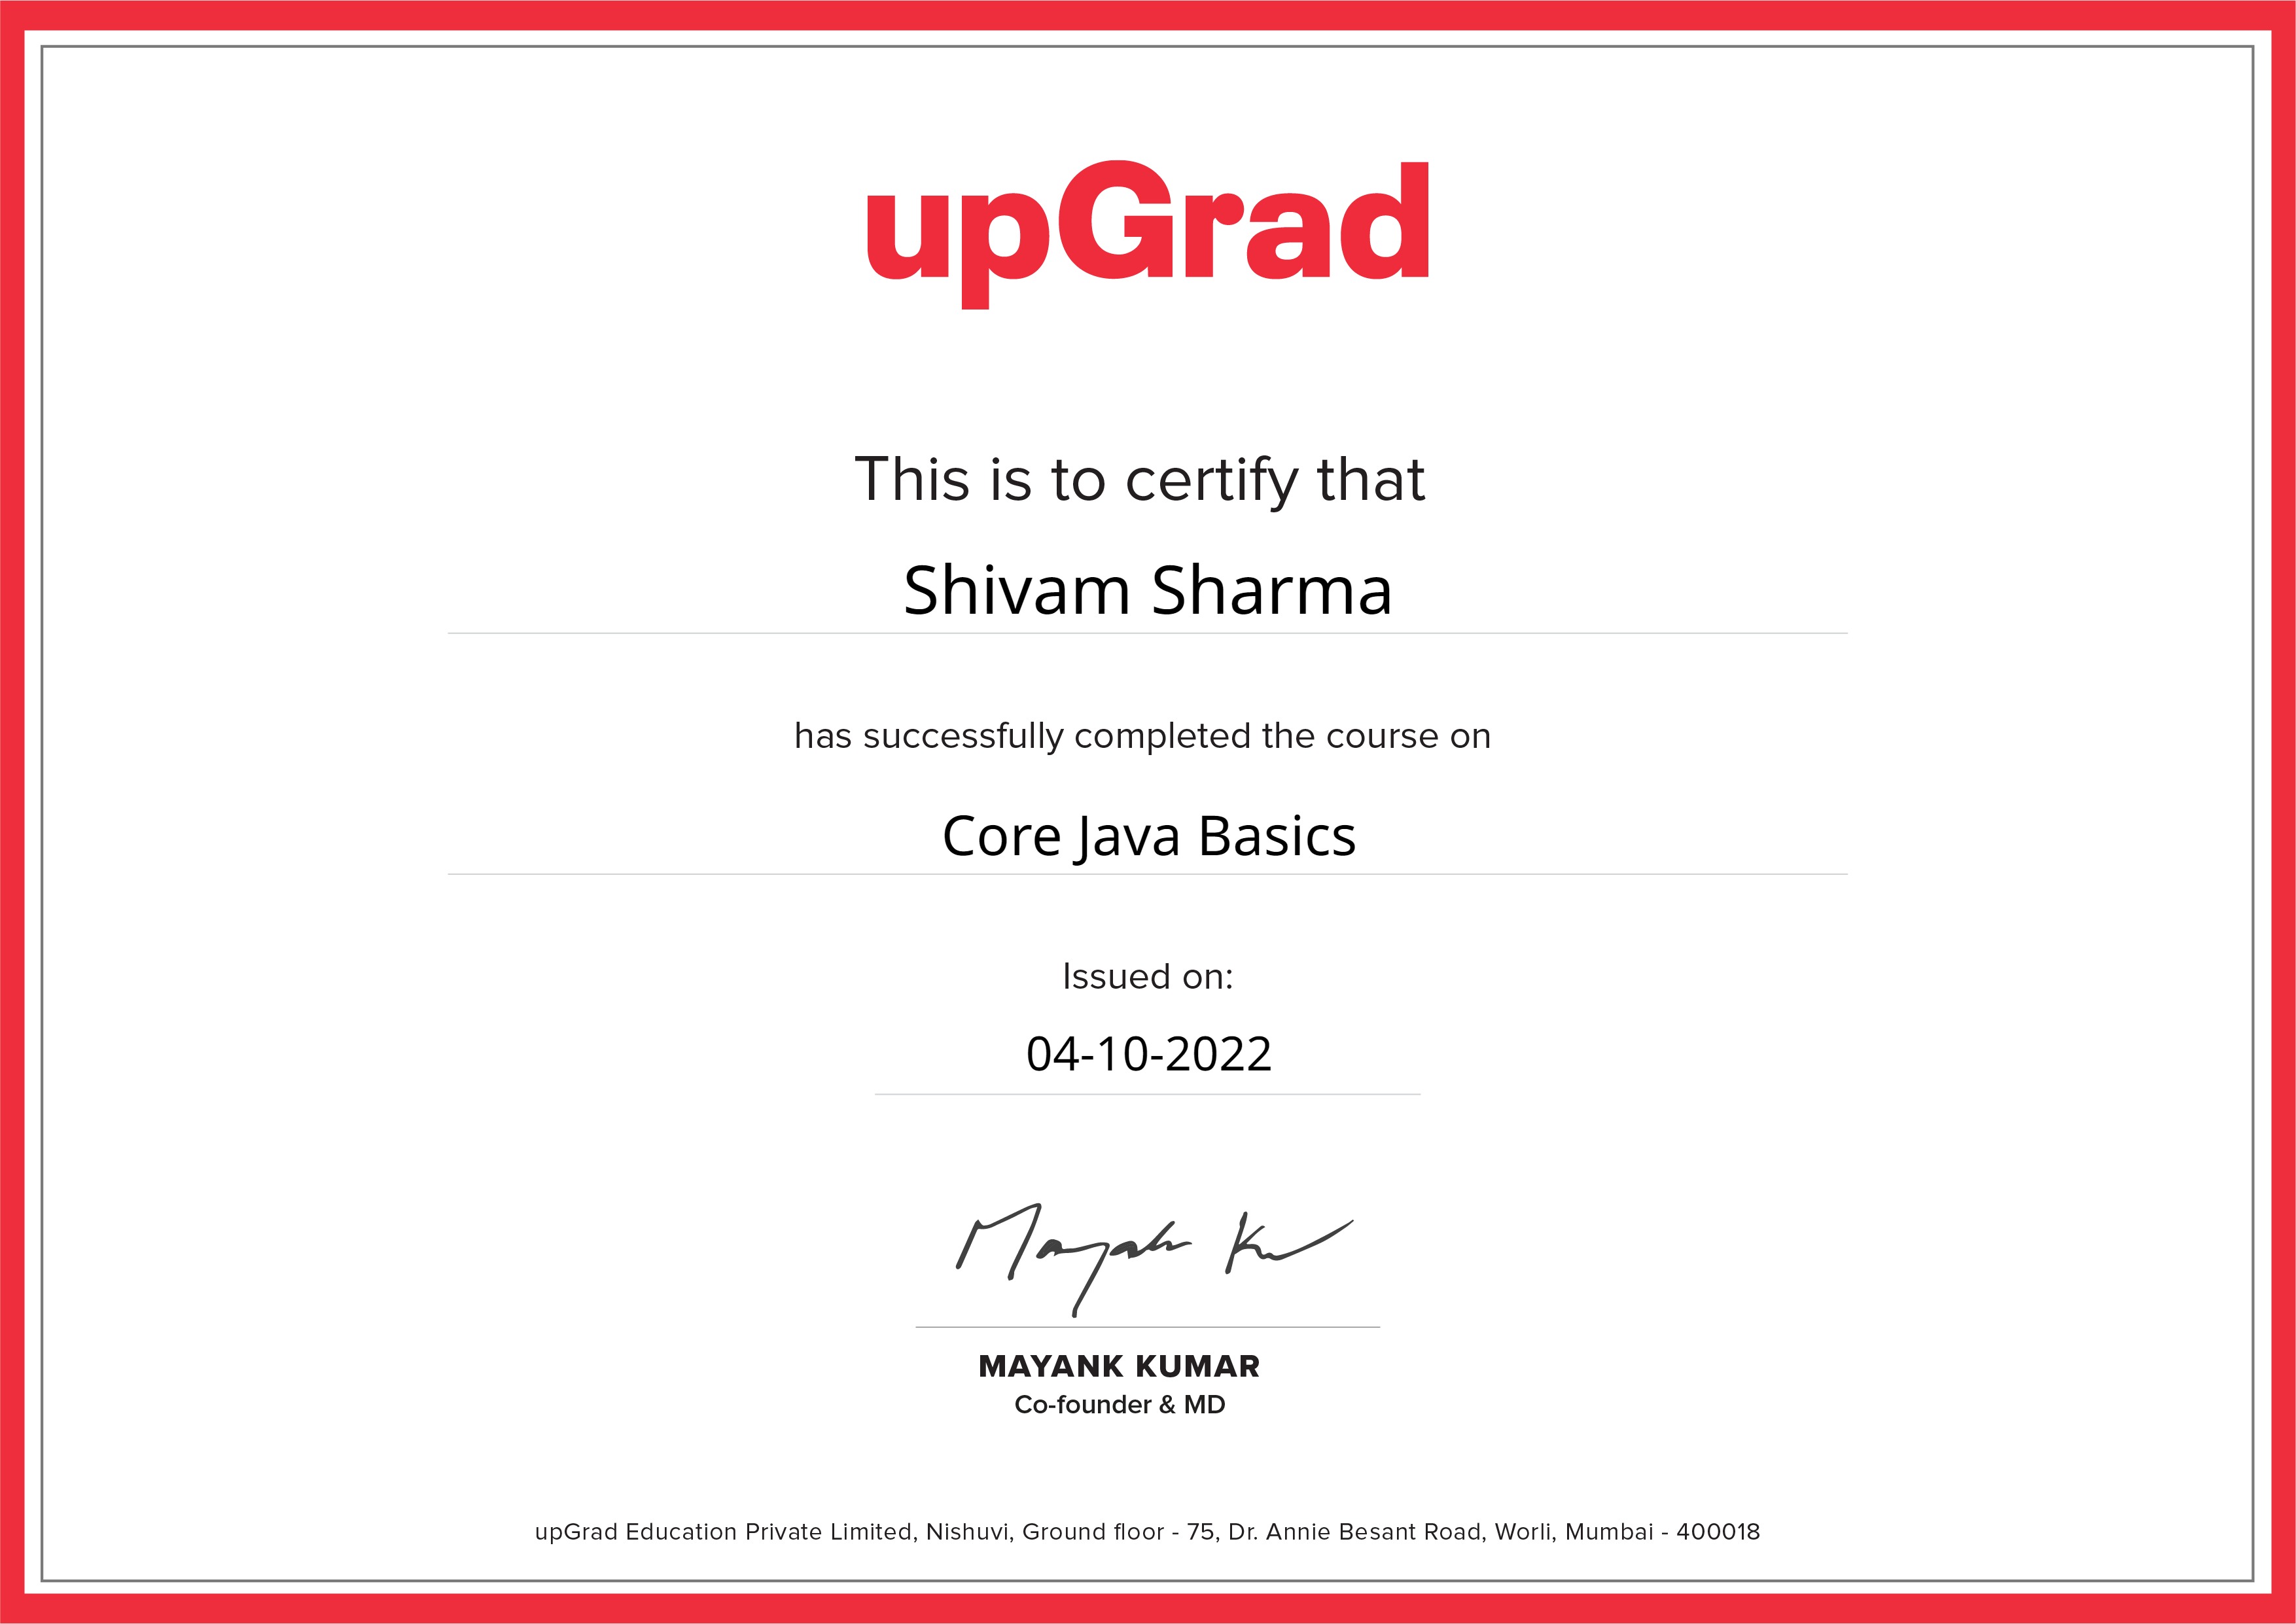 upGrad
This is to certify that
Shivam Sharma
has successfully completed the course on
Core Java Basics
Issued on:
04-10-2022
Mayank Ku
MAYANK KUMAR
Co-founder & MD
upGrad Education Private Limited, Nishuvi, Ground floor - 75, Dr. Annie Besant Road, Worli, Mumbai - 400018